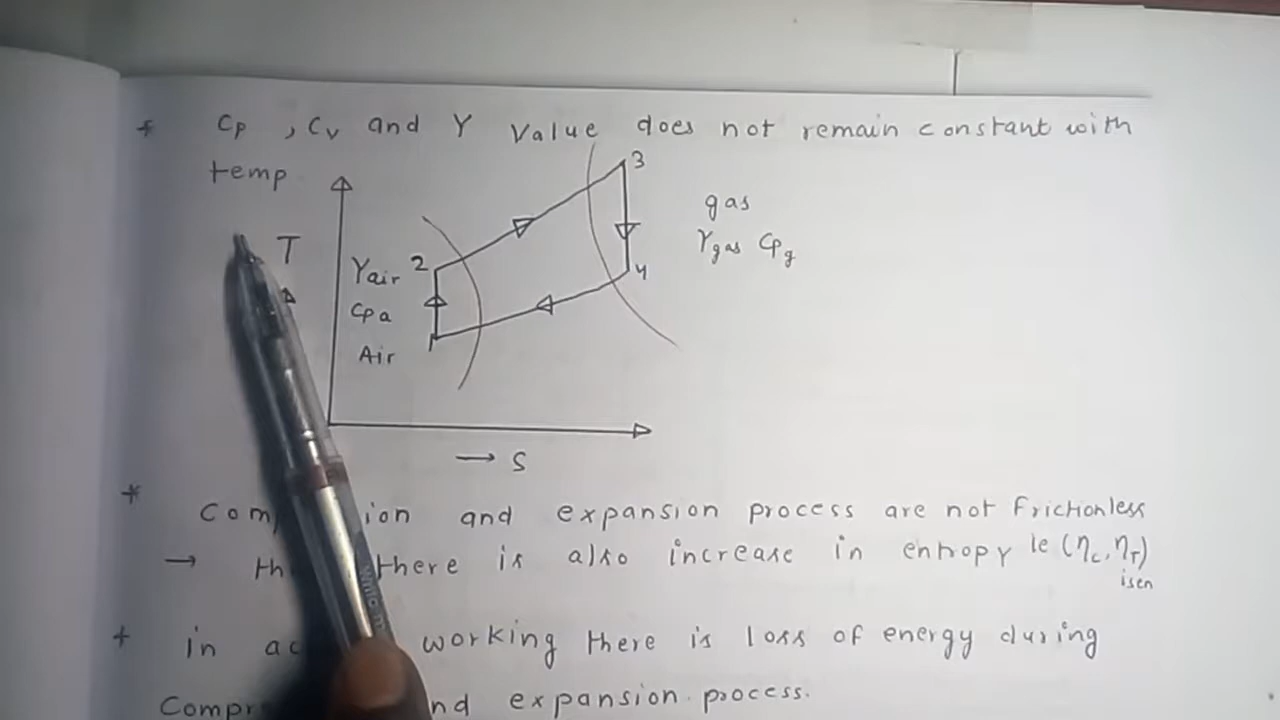 * Cp , Cv and γ Value does not remain constant with
temp
3
gas
γgas Cpg
T
γair 2
4
Cpa
Air
1
→ S
* and expansion process are not frictionless
→ there is also increase in entropy ie (ηc, ηT)
isen
+ in working there is loss of energy during
expansion process.